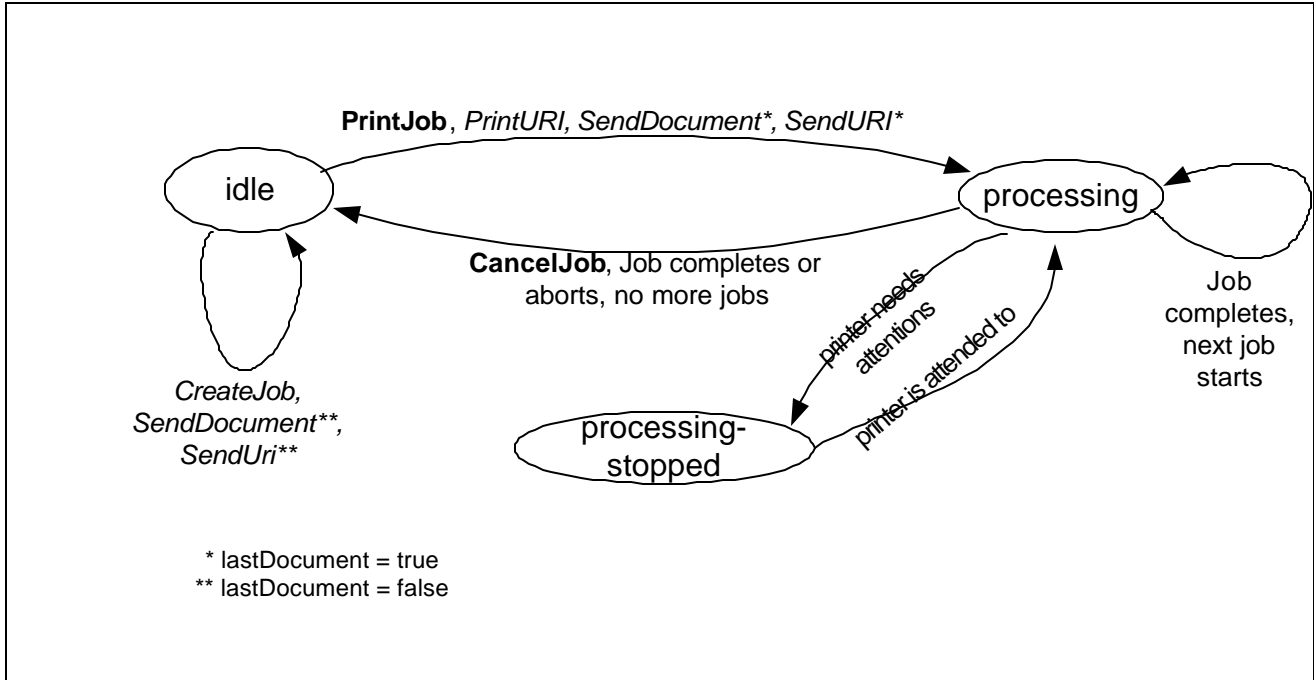 PrintJob, PrintURI, SendDocument*, SendURI*
idle
processing
CancelJob, Job completes or
aborts, no more jobs
Job
completes,
next job
starts
printer needs
attentions
printer is attended to
CreateJob,
SendDocument**,
SendUri**
processing-
stopped
* lastDocument = true
** lastDocument = false